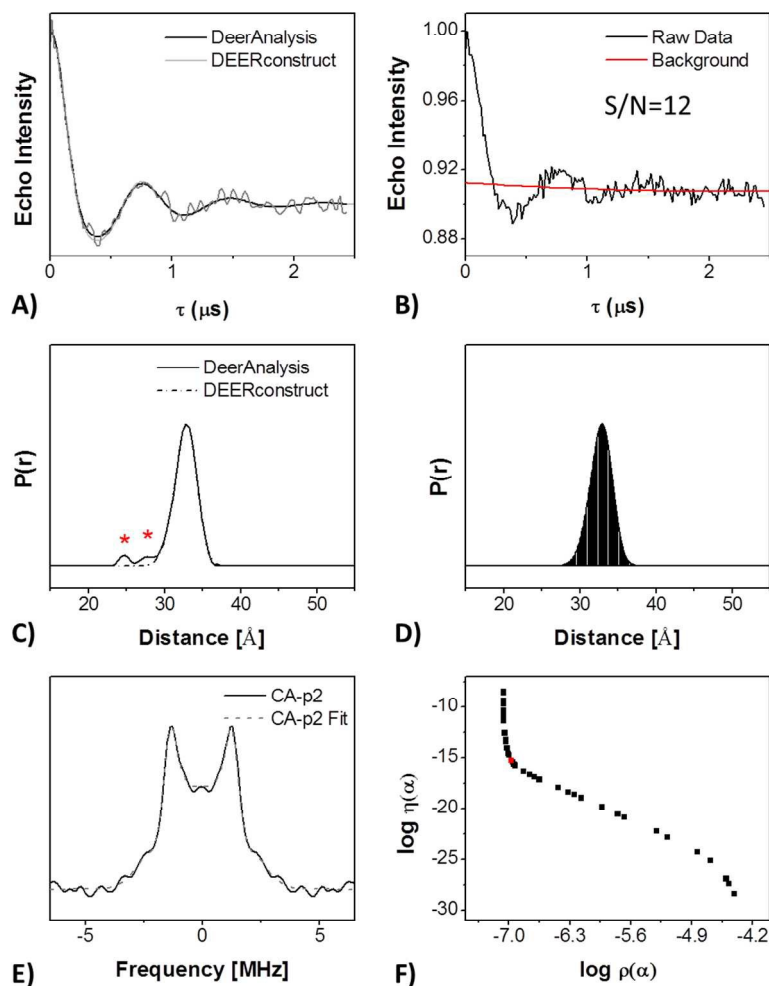 DeerAnalysis
DEERconstruct
Echo Intensity
0
1
2
τ (μs)
A)
1.00
0.96
0.92
0.88
Raw Data
Background
S/N=12
Echo Intensity
0
1
2
τ (μs)
B)
DeerAnalysis
DEERconstruct
P(r)
* *
20
30
40
50
Distance [Å]
C)
P(r)
20
30
40
50
Distance [Å]
D)
CA-p2
CA-p2 Fit
-5
0
5
Frequency [MHz]
E)
-10
-15
-20
-25
-30
log η(α)
-7.0
-6.3
-5.6
-4.9
-4.2
log ρ(α)
F)